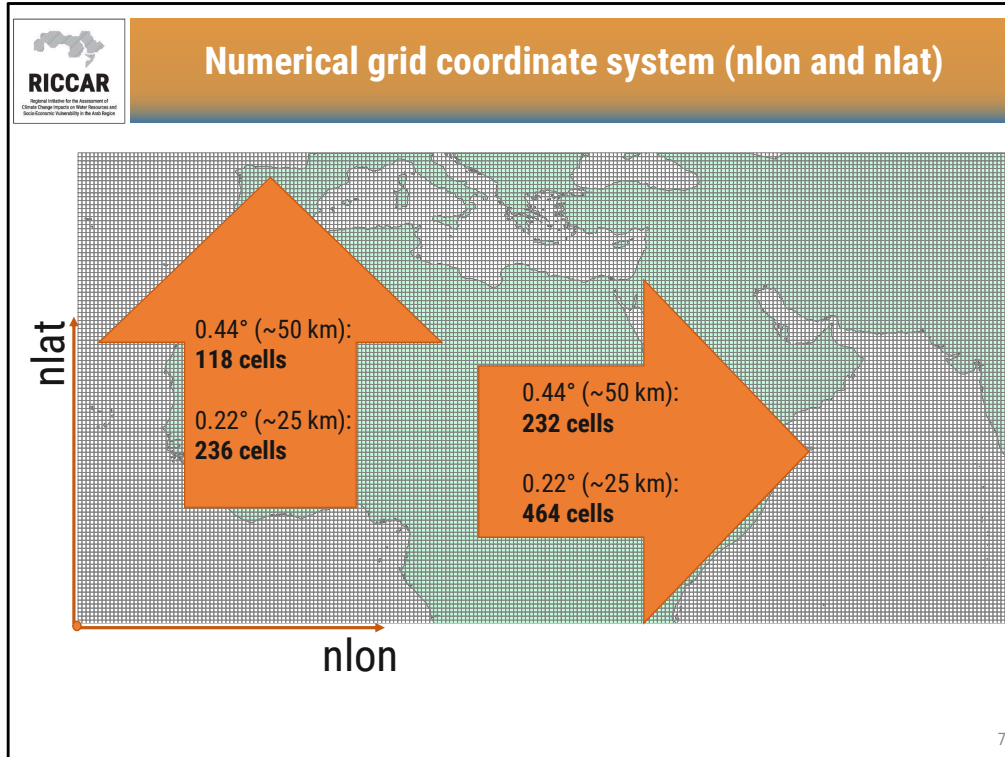 RICCAR
Regional Initiative for the Assessment of
Climate Change Impacts on Water Resources and
Socio-Economic Vulnerability in the Arab Region
Numerical grid coordinate system (nlon and nlat)
nlat
0.44° (~50 km):
118 cells
0.22° (~25 km):
236 cells
0.44° (~50 km):
232 cells
0.22° (~25 km):
464 cells
nlon
7